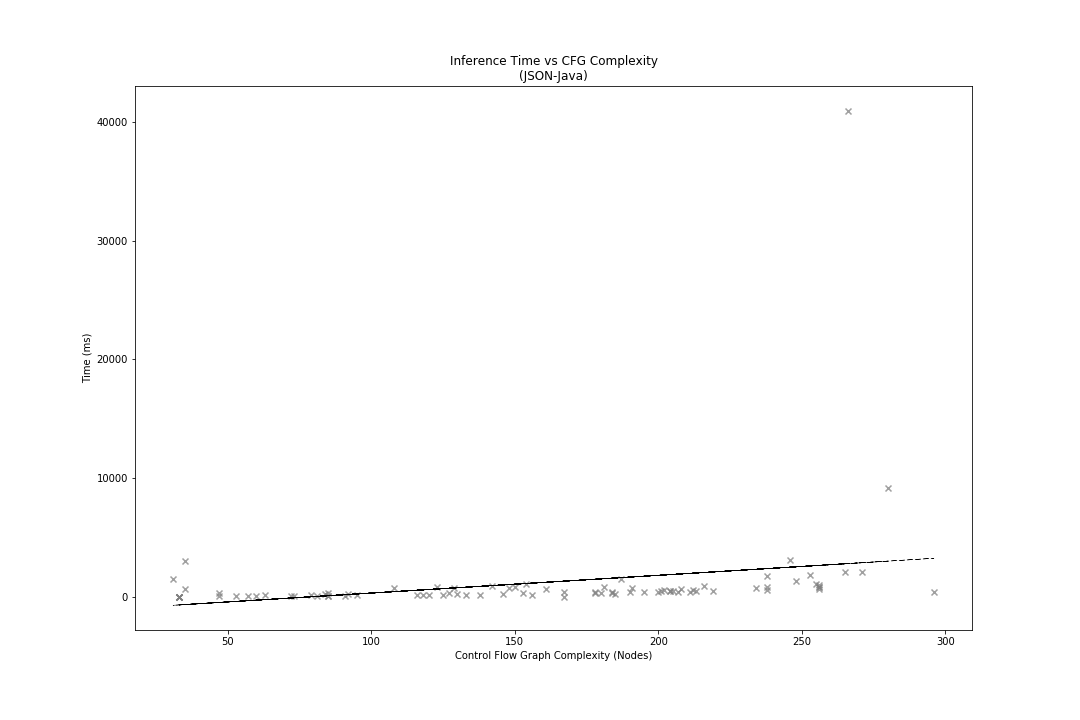 Inference Time vs CFG Complexity
(JSON-Java)
40000
30000
20000
10000
0
Time (ms)
50 100 150 200 250 300
Control Flow Graph Complexity (Nodes)